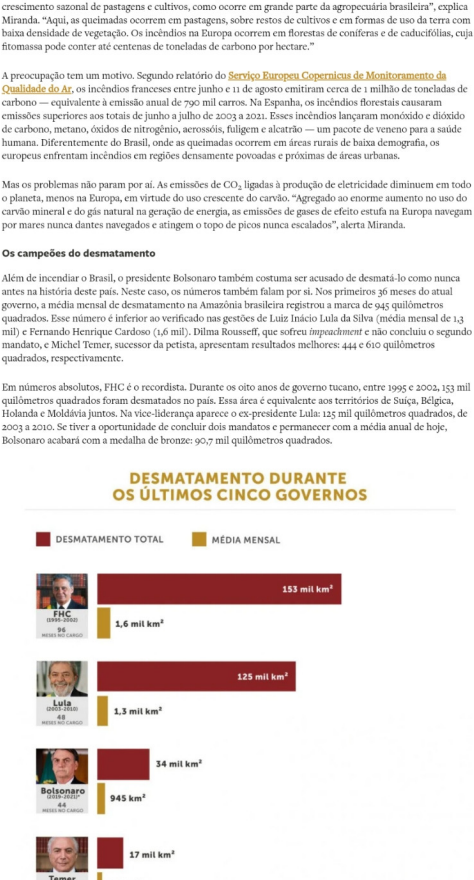 crescimento sazonal de pastagens e cultivos, como ocorre em grande parte da agropecuária brasileira”, explica
Miranda. “Aqui, as queimadas ocorrem em pastagens, sobre restos de cultivos e em formas de uso da terra com
baixa densidade de vegetação. Os incêndios na Europa ocorrem em florestas de coníferas e de caducifólias, cuja
fitomassa pode conter até centenas de toneladas de carbono por hectare.”
A preocupação tem um motivo. Segundo relatório do Serviço Europeu Copernicus de Monitoramento da
Qualidade do Ar, os incêndios franceses entre junho e 11 de agosto emitiram cerca de 1 milhão de toneladas de
carbono — equivalente à emissão anual de 790 mil carros. Na Espanha, os incêndios florestais causaram
emissões superiores aos totais de junho a julho de 2003 a 2021. Esses incêndios lançaram monóxido e dióxido
de carbono, metano, óxidos de nitrogênio, aerossóis, fuligem e alcatrão — um pacote de veneno para a saúde
humana. Diferentemente do Brasil, onde as queimadas ocorrem em áreas rurais de baixa demografia, os
europeus enfrentam incêndios em regiões densamente povoadas e próximas de áreas urbanas.
Mas os problemas não param por aí. As emissões de CO₂ ligadas à produção de eletricidade diminuem em todo
o planeta, menos na Europa, em virtude do uso crescente do carvão. “Agregado ao enorme aumento no uso do
carvão mineral e do gás natural na geração de energia, as emissões de gases de efeito estufa na Europa navegam
por mares nunca dantes navegados e atingem o topo de picos nunca escalados”, alerta Miranda.
Os campeões do desmatamento
Além de incendiar o Brasil, o presidente Bolsonaro também costuma ser acusado de desmatá-lo como nunca
antes na história deste país. Neste caso, os números também falam por si. Nos primeiros 36 meses do atual
governo, a média mensal de desmatamento na Amazônia brasileira registrou a marca de 945 quilômetros
quadrados. Esse número é inferior ao verificado nas gestões de Luiz Inácio Lula da Silva (média mensal de 1,3
mil) e Fernando Henrique Cardoso (1,6 mil). Dilma Rousseff, que sofreu impeachment e não concluiu o segundo
mandato, e Michel Temer, sucessor da petista, apresentam resultados melhores: 444 e 610 quilômetros
quadrados, respectivamente.
Em números absolutos, FHC é o recordista. Durante os oito anos de governo tucano, entre 1995 e 2002, 153 mil
quilômetros quadrados foram desmatados no país. Essa área é equivalente aos territórios de Suíça, Bélgica,
Holanda e Moldávia juntos. Na vice-liderança aparece o ex-presidente Lula: 125 mil quilômetros quadrados, de
2003 a 2010. Se tiver a oportunidade de concluir dois mandatos e permanecer com a média anual de hoje,
Bolsonaro acabará com a medalha de bronze: 90,7 mil quilômetros quadrados.
DESMATAMENTO DURANTE
OS ÚLTIMOS CINCO GOVERNOS
DESMATAMENTO TOTAL MÉDIA MENSAL
153 mil km²
FHC
(1995-2002)
96
MESES NO CARGO
1,6 mil km²
125 mil km²
Lula
(2003-2010)
48
MESES NO CARGO
1,3 mil km²
34 mil km²
Bolsonaro
(2019-2021)*
44
MESES NO CARGO
945 km²
17 mil km²
Temer